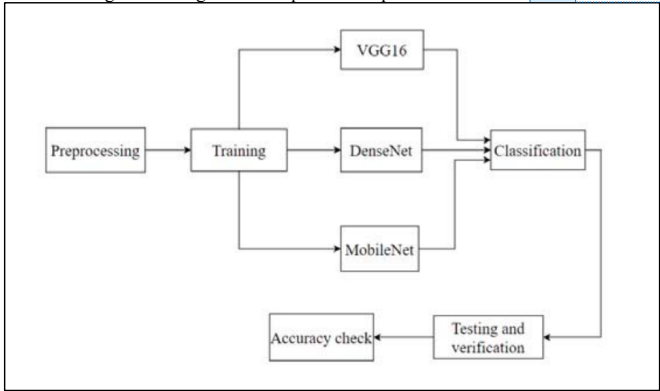 VGG16
Preprocessing
Training
DenseNet
Classification
MobileNet
Accuracy check
Testing and
verification